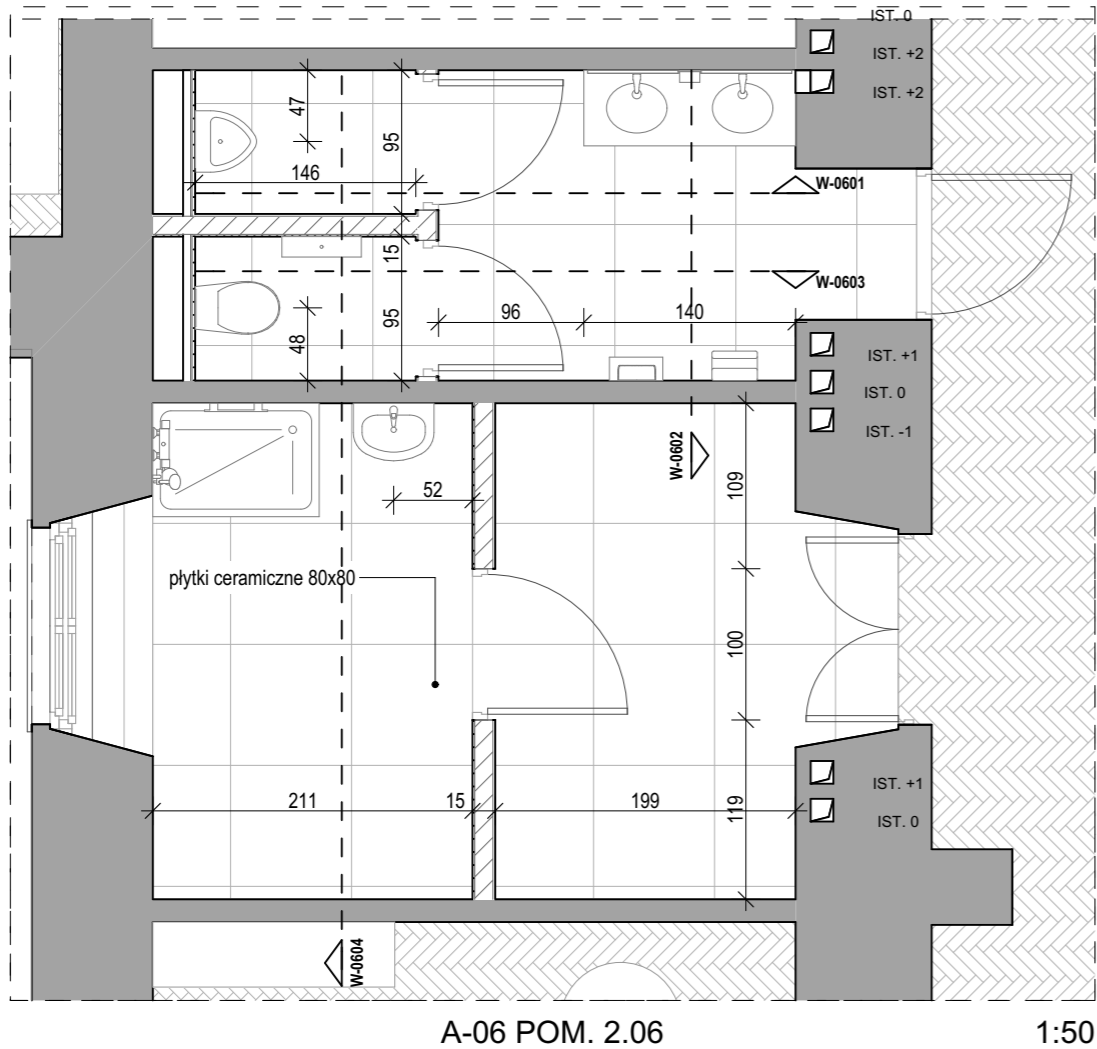 IST. 0
IST. +2
IST. +2
47
95
146
W-0601
15
W-0603
95
48
96
140
IST. +1
IST. 0
IST. -1
W-0602
109
52
płytki ceramiczne 80x80
100
211
15
199
119
IST. +1
IST. 0
W-0604
A-06 POM. 2.06
1:50